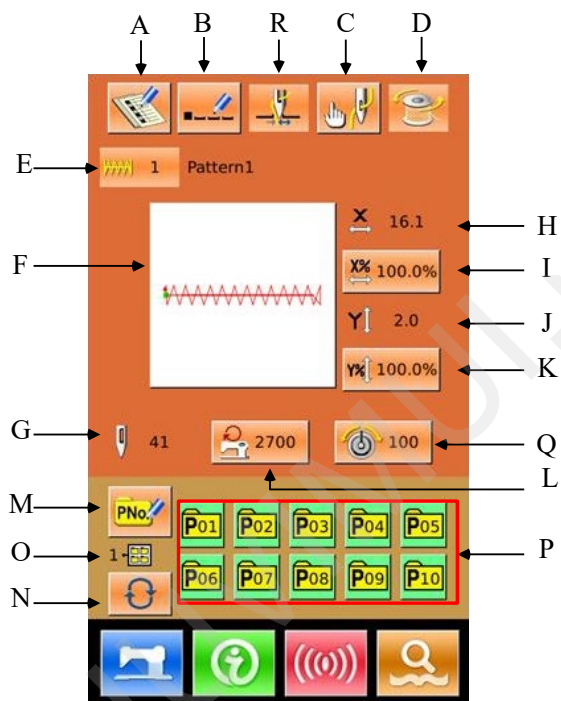 A B R C D
E 1 Pattern1
X 16.1 H
F X% 100.0% I
Y 2.0 J
Y% 100.0% K
G 41 2700 100 Q
L
M PNo.
P01 P02 P03 P04 P05
O 1- P
P06 P07 P08 P09 P10
N